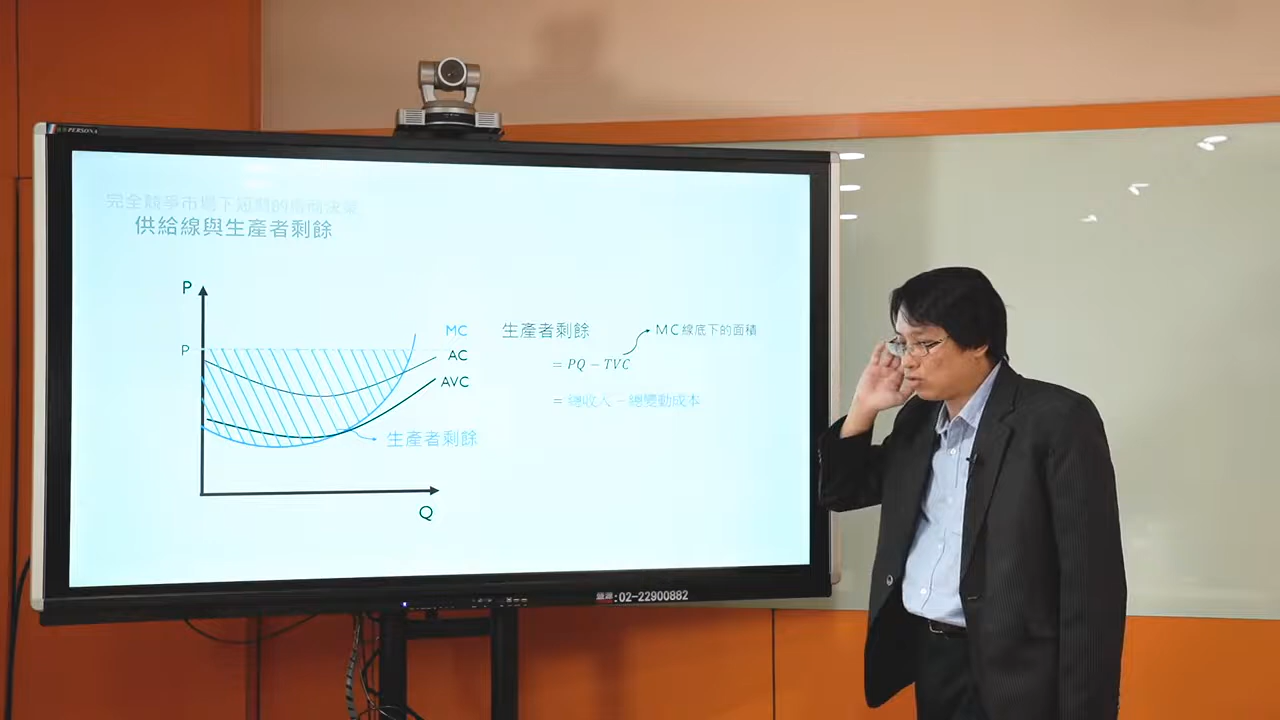 PERSONA
完全競爭市場下短期的廠商決策
供給線與生產者剩餘
P
P
MC
AC
AVC
生產者剩餘
Q
生產者剩餘
MC線底下的面積
= PQ − TVC
= 總收入 − 總變動成本
:02-22900882